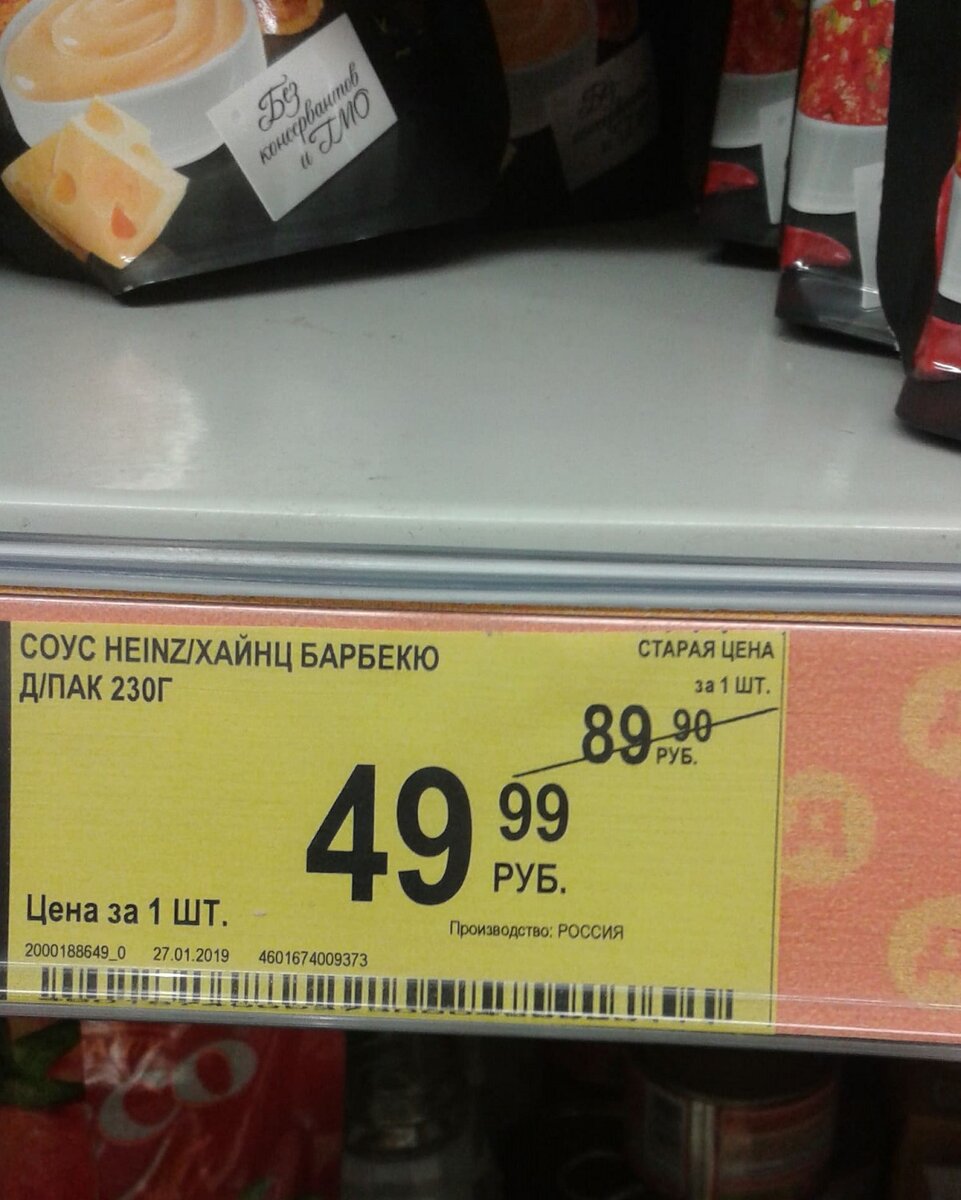 Без
консервантов
и ГМО
СОУС HEINZ/ХАЙНЦ БАРБЕКЮ
Д/ПАК 230Г
СТАРАЯ ЦЕНА
за 1 ШТ.
89 90
РУБ.
49 99
РУБ.
Цена за 1 ШТ.
Производство: РОССИЯ
2000188649_0 27.01.2019 4601674009373